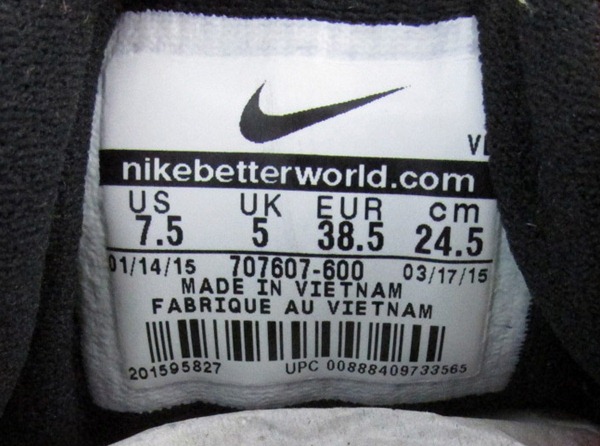 VI
nikebetterworld.com
US UK EUR cm
7.5 5 38.5 24.5
01/14/15 707607-600 03/17/15
MADE IN VIETNAM
FABRIQUE AU VIETNAM
201595827 UPC 00888409733565